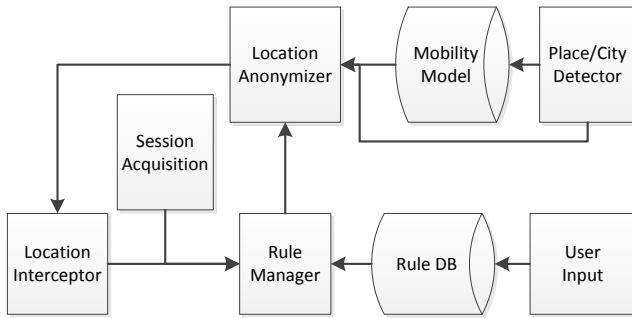 Location
Anonymizer
Mobility
Model
Place/City
Detector
Session
Acquisition
Location
Interceptor
Rule
Manager
Rule DB
User
Input